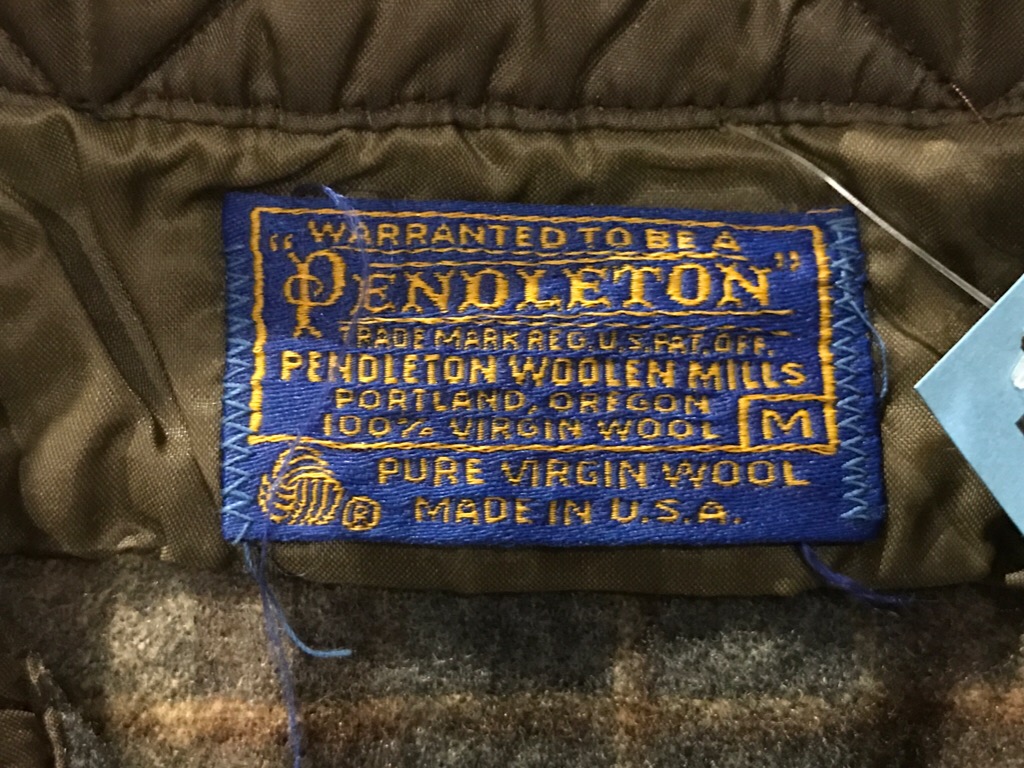 WARRANTED TO BE A
"PENDLETON"
TRADE MARK REG. U.S. PAT. OFF.
PENDLETON WOOLEN MILLS
PORTLAND, OREGON
100% VIRGIN WOOL M
PURE VIRGIN WOOL
® MADE IN U.S.A.